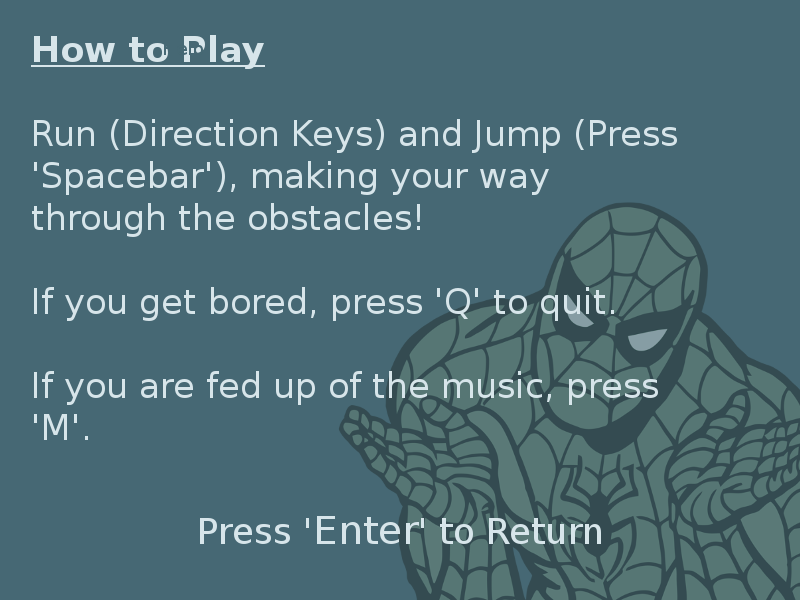 How to Play
Run (Direction Keys) and Jump (Press
'Spacebar'), making your way
through the obstacles!
If you get bored, press 'Q' to quit.
If you are fed up of the music, press
'M'.
Press 'Enter' to Return